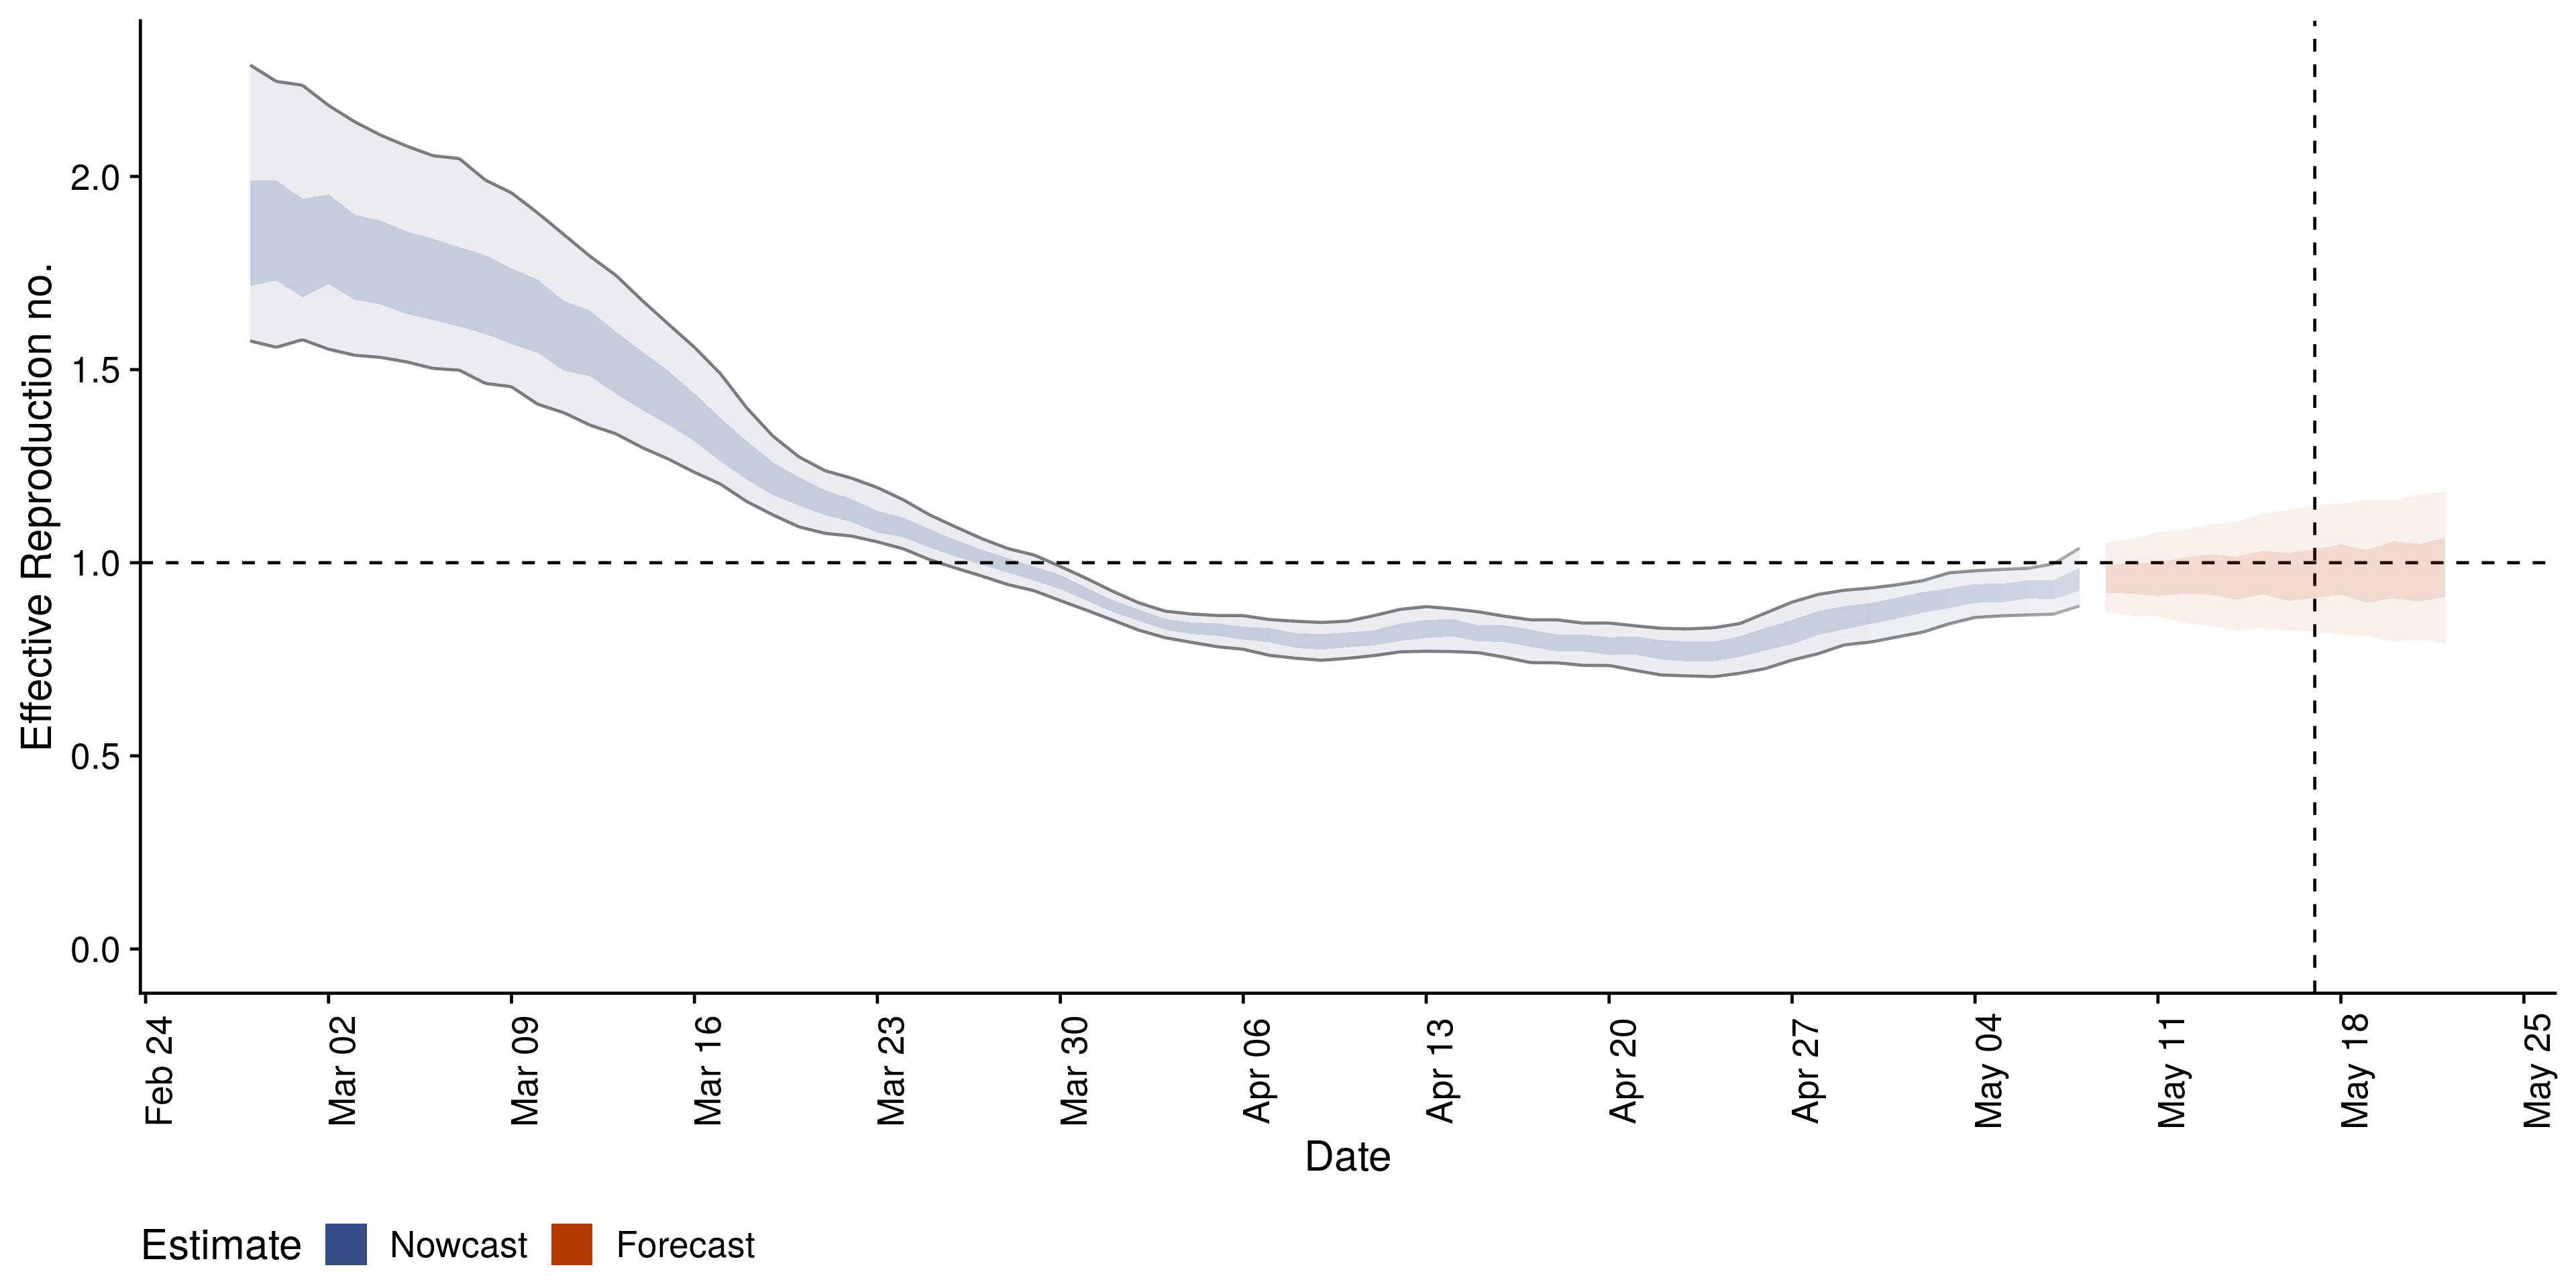 Effective Reproduction no.
2.0
1.5
1.0
0.5
0.0
Feb 24
Mar 02
Mar 09
Mar 16
Mar 23
Mar 30
Apr 06
Apr 13
Apr 20
Apr 27
May 04
May 11
May 18
May 25
Date
Estimate Nowcast Forecast